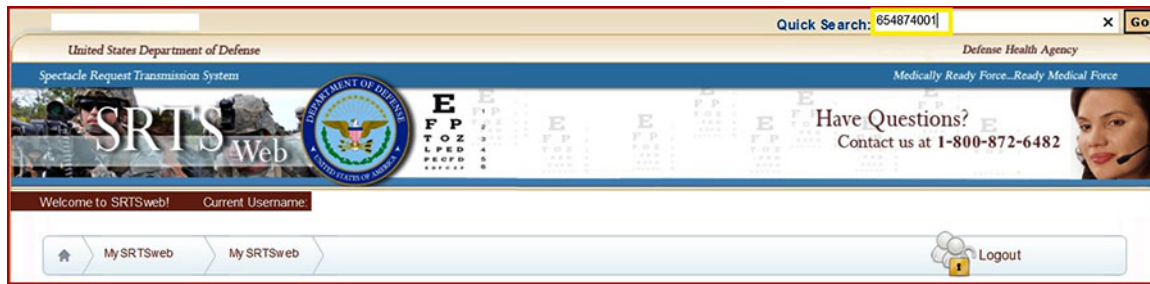 Quick Search: 654874001 × Go
United States Department of Defense
Defense Health Agency
Spectacle Request Transmission System
Medically Ready Force...Ready Medical Force
SRTS Web
DEPARTMENT OF DEFENSE
UNITED STATES OF AMERICA
E
F P
T O Z
L P E D
P E C F D
Have Questions?
Contact us at 1-800-872-6482
Welcome to SRTSweb! Current Username:
My SRTSweb My SRTSweb Logout